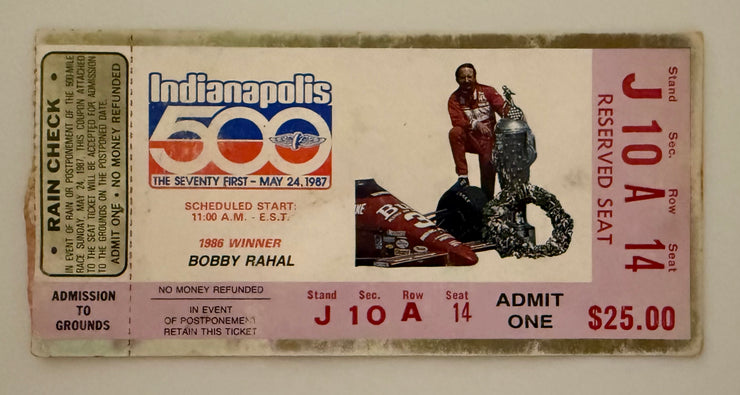 • RAIN CHECK •
IN EVENT OF RAIN OR POSTPONEMENT OF THE 500-MILE
RACE SUNDAY, MAY 24, 1987, THIS COUPON ATTACHED
TO THE SEAT TICKET WILL BE ACCEPTED FOR ADMISSION
TO THE GROUNDS ON THE POSTPONED DATE.
ADMIT ONE • NO MONEY REFUNDED
ADMISSION
TO
GROUNDS
Indianapolis
500
THE SEVENTY FIRST - MAY 24, 1987
SCHEDULED START:
11:00 A.M. - E.S.T.
1986 WINNER
BOBBY RAHAL
NO MONEY REFUNDED
IN EVENT
OF POSTPONEMENT
RETAIN THIS TICKET
Stand Sec. Row Seat
J 10 A 14
ADMIT
ONE
Stand Sec. Row Seat
J 10 A 14
RESERVED SEAT
$25.00